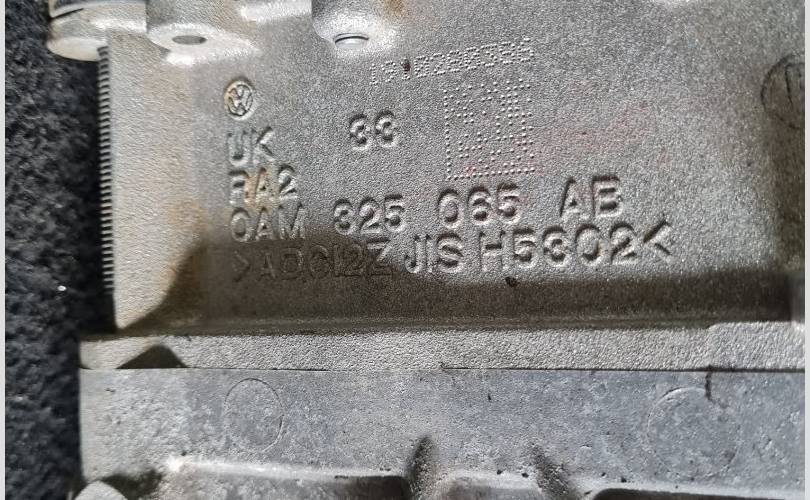 33
UK
RA2
0AM 325 065 AB
>ADC12Z JIS H5302<